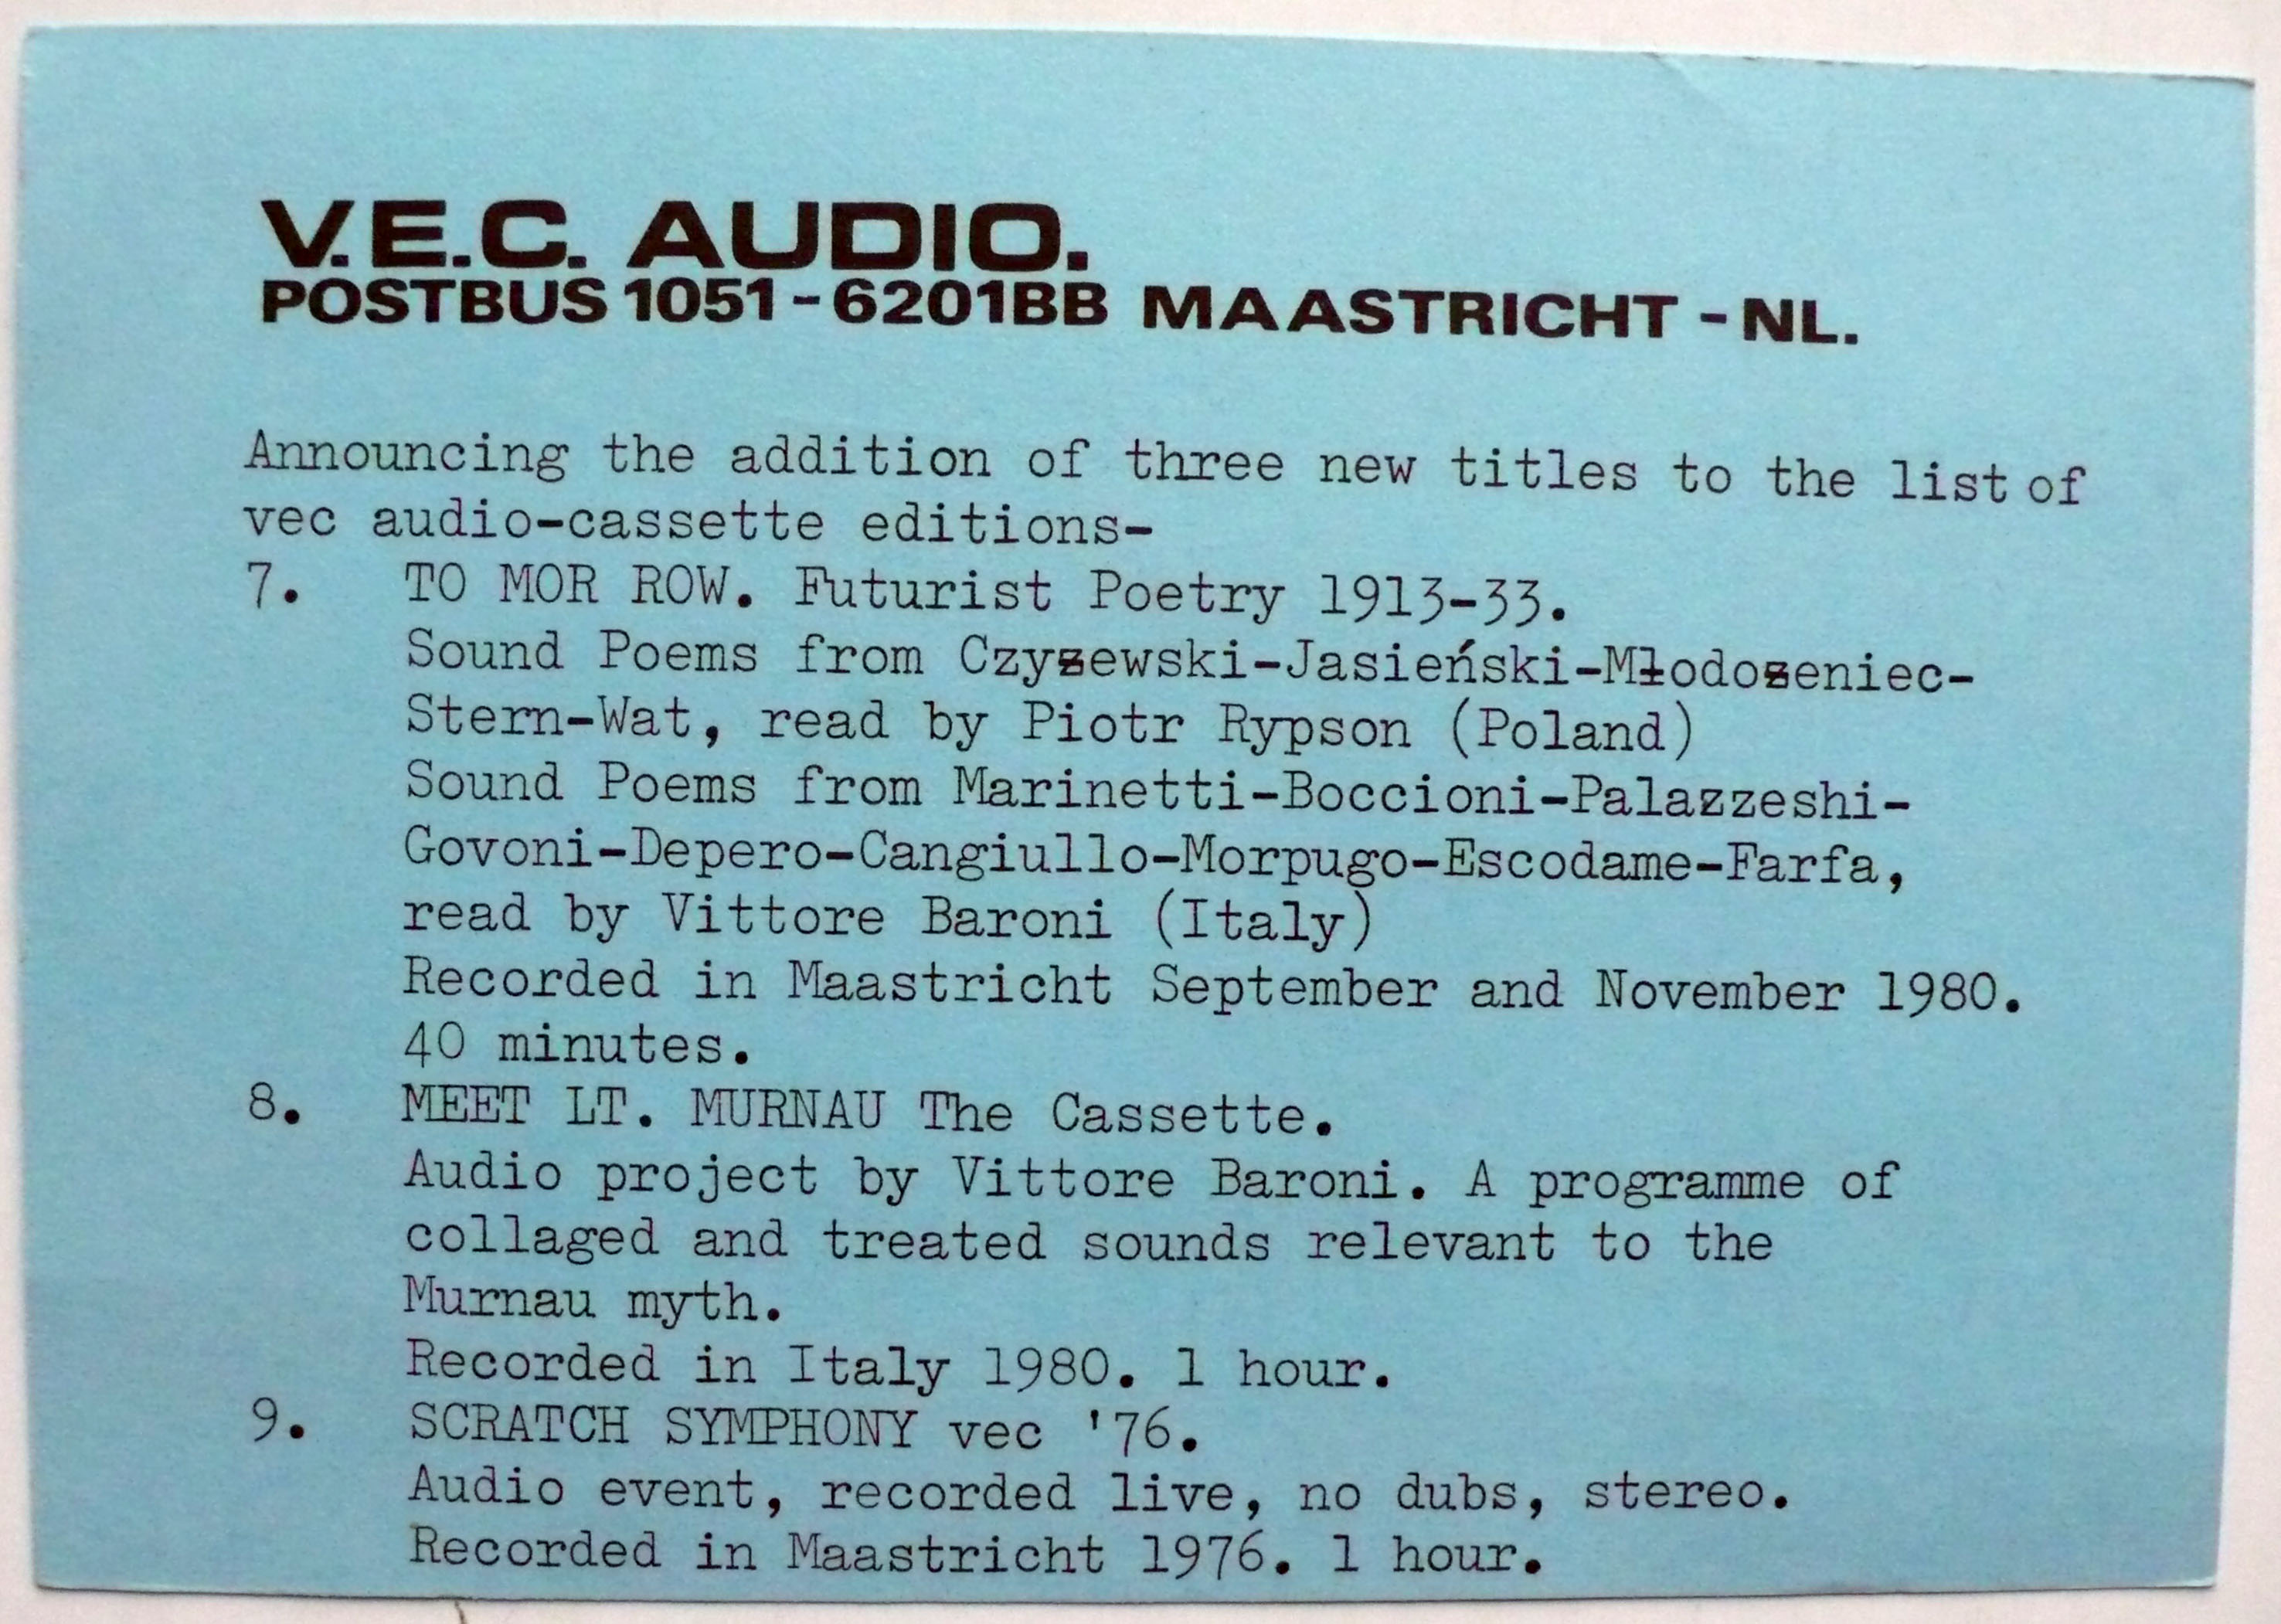 V.E.C. AUDIO.
POSTBUS 1051 - 6201BB MAASTRICHT - NL.
Announcing the addition of three new titles to the list of
vec audio-cassette editions-
7. TO MOR ROW. Futurist Poetry 1913-33.
Sound Poems from Czyzewski-Jasieński-Młodozeniec-
Stern-Wat, read by Piotr Rypson (Poland)
Sound Poems from Marinetti-Boccioni-Palazzeshi-
Govoni-Depero-Cangiullo-Morpugo-Escodame-Farfa,
read by Vittore Baroni (Italy)
Recorded in Maastricht September and November 1980.
40 minutes.
8. MEET LT. MURNAU The Cassette.
Audio project by Vittore Baroni. A programme of
collaged and treated sounds relevant to the
Murnau myth.
Recorded in Italy 1980. 1 hour.
9. SCRATCH SYMPHONY vec '76.
Audio event, recorded live, no dubs, stereo.
Recorded in Maastricht 1976. 1 hour.